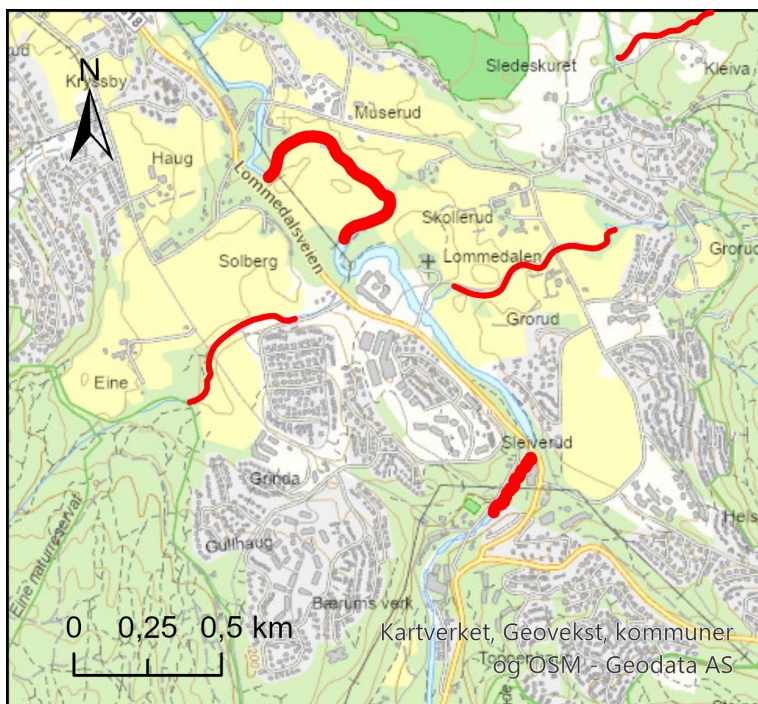 Sledeskuret
Kleiva
Kryssby
N
Muserud
Haug
Lommedalsveien
Skollerud
Solberg
Lommedalen
Grorud
Grorud
Eine
Sleiverud
Grinda
Gullhaug
Eine naturreservat
Bærums verk
0 0,25 0,5 km
Kartverket, Geovekst, kommuner
og OSM - Geodata AS